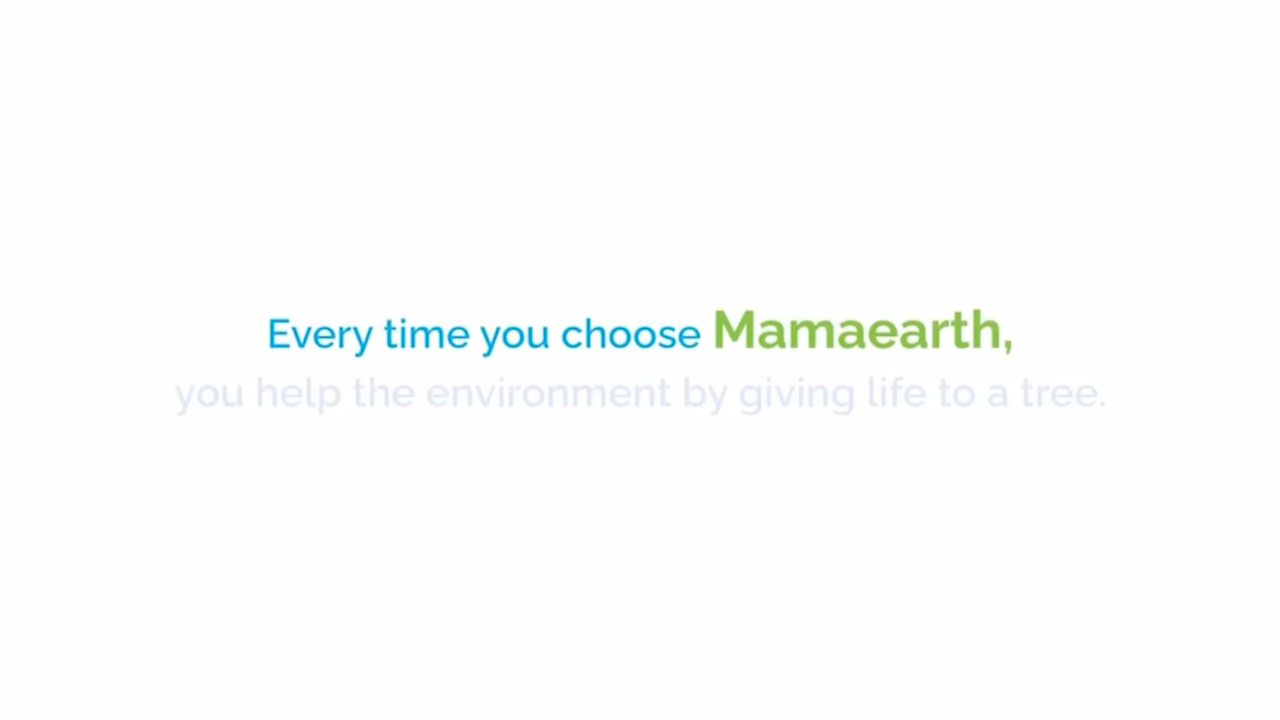 Every time you choose Mamaearth,
you help the environment by giving life to a tree.